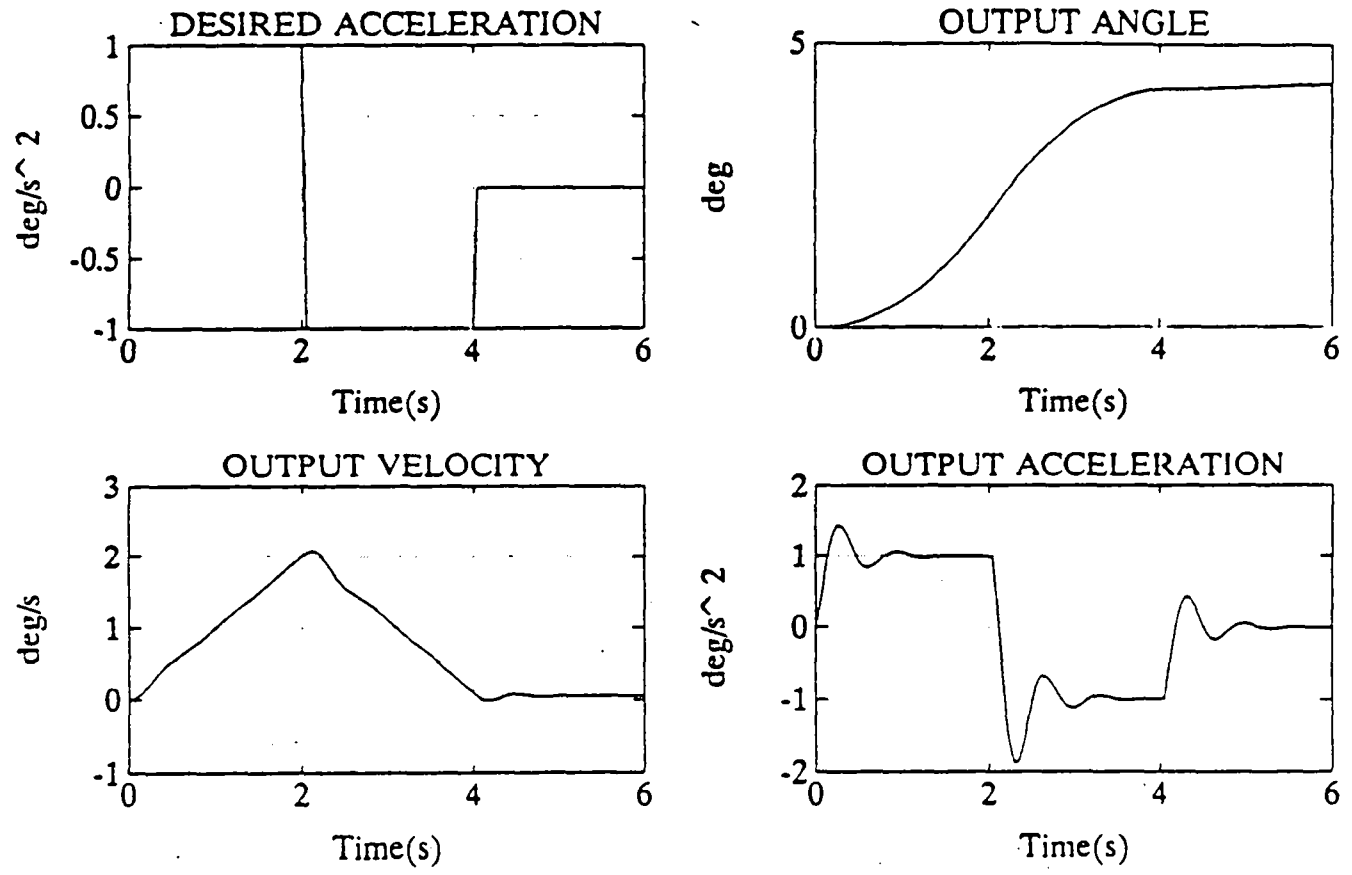 DESIRED ACCELERATION
1
0.5
0
-0.5
-1
deg/s^ 2
0 2 4 6
Time(s)
OUTPUT ANGLE
5
0
deg
0 2 4 6
Time(s)
OUTPUT VELOCITY
3
2
1
0
-1
deg/s
0 2 4 6
Time(s)
OUTPUT ACCELERATION
2
1
0
-1
-2
deg/s^ 2
0 2 4 6
Time(s)